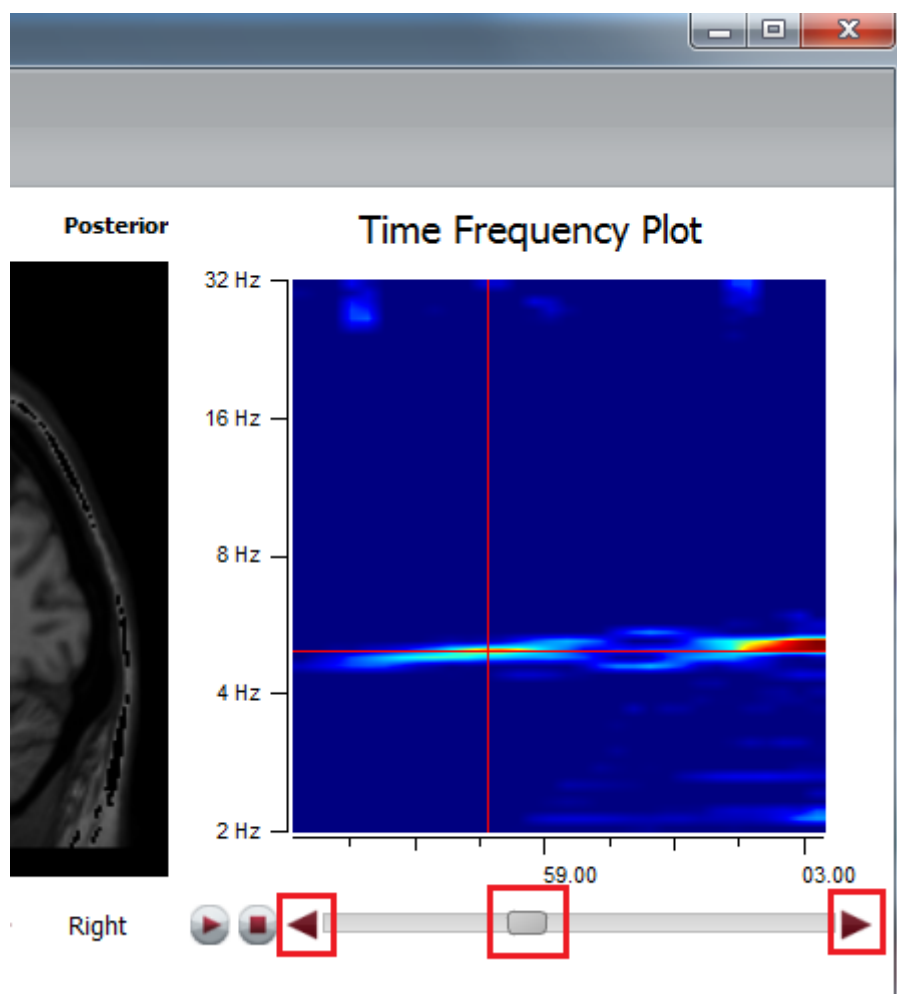 Posterior
Time Frequency Plot
32 Hz
16 Hz
8 Hz
4 Hz
2 Hz
59.00
03.00
Right